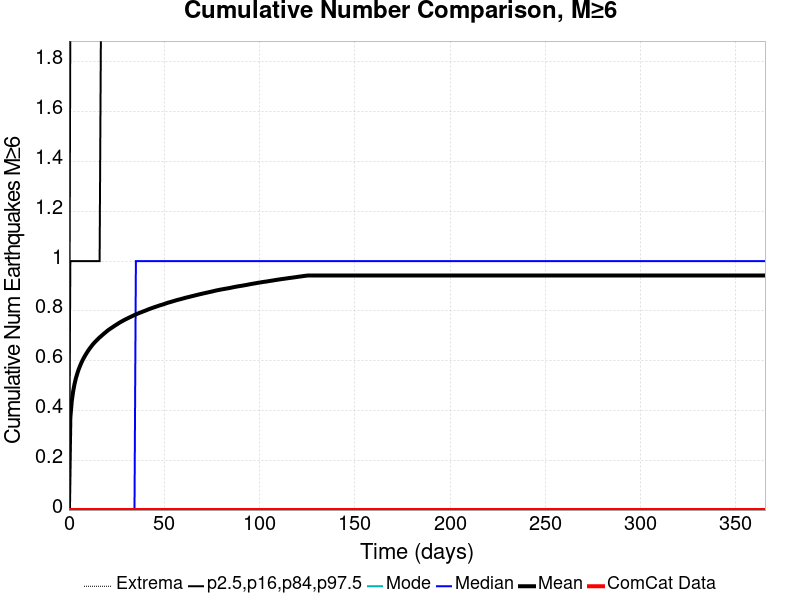 Cumulative Number Comparison, M≥6
Cumulative Num Earthquakes M≥6
1.8
1.6
1.4
1.2
1
0.8
0.6
0.4
0.2
0
0 50 100 150 200 250 300 350
Time (days)
Extrema p2.5,p16,p84,p97.5 Mode Median Mean ComCat Data